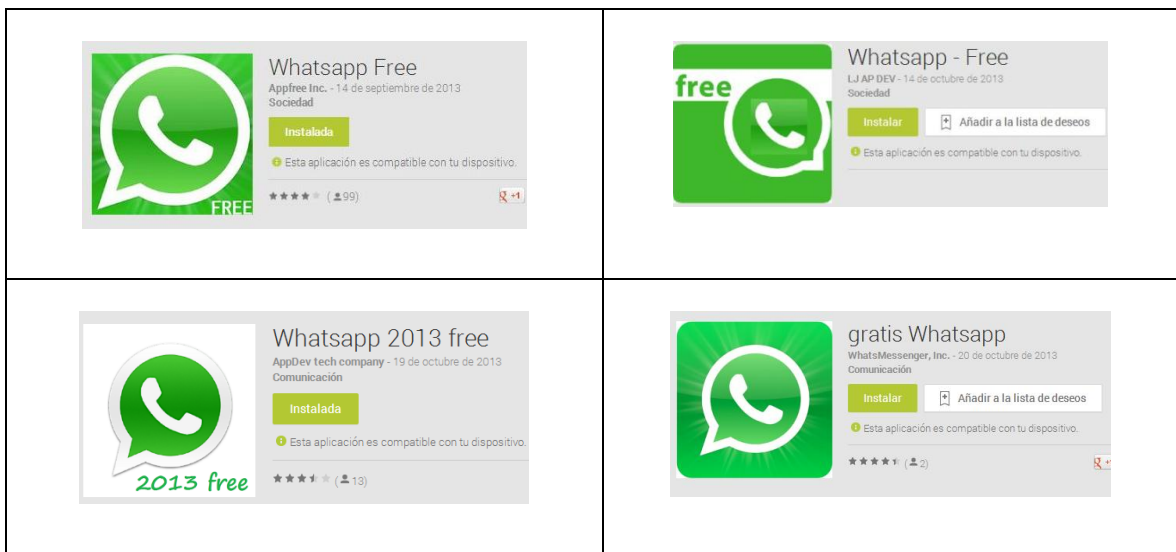 Whatsapp Free
Appfree Inc. - 14 de septiembre de 2013
Sociedad
Instalada
Esta aplicación es compatible con tu dispositivo.
(99)
+1
FREE
Whatsapp - Free
LJ AP DEV - 14 de octubre de 2013
Sociedad
free
Instalar
Añadir a la lista de deseos
Esta aplicación es compatible con tu dispositivo.
Whatsapp 2013 free
AppDev tech company - 19 de octubre de 2013
Comunicación
Instalada
Esta aplicación es compatible con tu dispositivo.
(13)
2013 free
gratis Whatsapp
WhatsMessenger, Inc. - 20 de octubre de 2013
Comunicación
Instalar
Añadir a la lista de deseos
Esta aplicación es compatible con tu dispositivo.
(2)